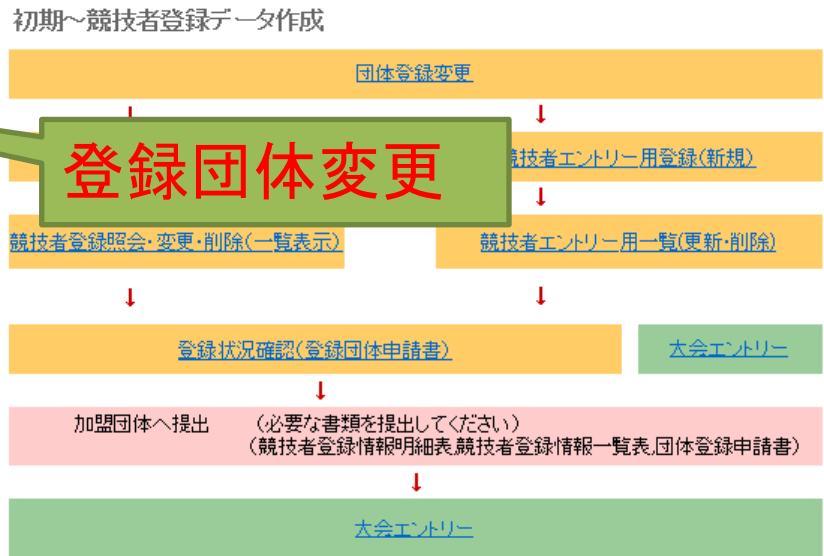 初期～競技者登録データ作成
団体登録変更
↓
登録団体変更
技者エントリー用登録(新規)
↓
競技者登録照会・変更・削除(一覧表示)
競技者エントリー用一覧(更新・削除)
↓
↓
登録状況確認(登録団体申請書)
大会エントリー
↓
加盟団体へ提出 (必要な書類を提出してください)
(競技者登録情報明細表,競技者登録情報一覧表,団体登録申請書)
↓
大会エントリー